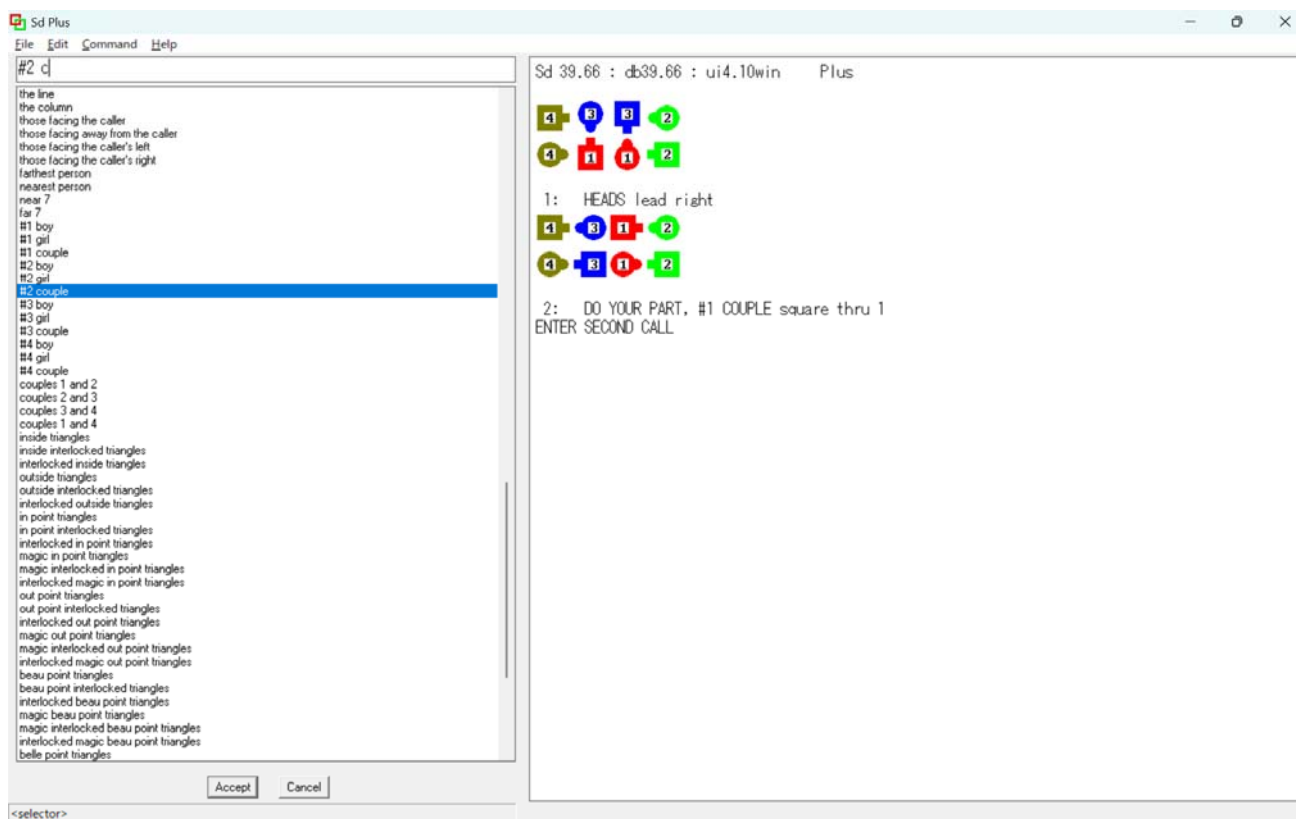 Sd Plus
File Edit Command Help
#2 c
the line
the column
those facing the caller
those facing away from the caller
those facing the caller's left
those facing the caller's right
farthest person
nearest person
near 7
far 7
#1 boy
#1 girl
#1 couple
#2 boy
#2 girl
#2 couple
#3 boy
#3 girl
#3 couple
#4 boy
#4 girl
#4 couple
couples 1 and 2
couples 2 and 3
couples 3 and 4
couples 1 and 4
inside triangles
inside interlocked triangles
interlocked inside triangles
outside triangles
outside interlocked triangles
interlocked outside triangles
in point triangles
in point interlocked triangles
interlocked in point triangles
magic in point triangles
magic interlocked in point triangles
interlocked magic in point triangles
out point triangles
out point interlocked triangles
interlocked out point triangles
magic out point triangles
magic interlocked out point triangles
interlocked magic out point triangles
beau point triangles
beau point interlocked triangles
interlocked beau point triangles
magic beau point triangles
magic interlocked beau point triangles
interlocked magic beau point triangles
belle point triangles
Accept Cancel
<selector>
Sd 39.66 : db39.66 : ui4.10win Plus
4 3 3 2
4 1 1 2
1: HEADS lead right
4 3 1 2
4 3 1 2
2: DO YOUR PART, #1 COUPLE square thru 1
ENTER SECOND CALL